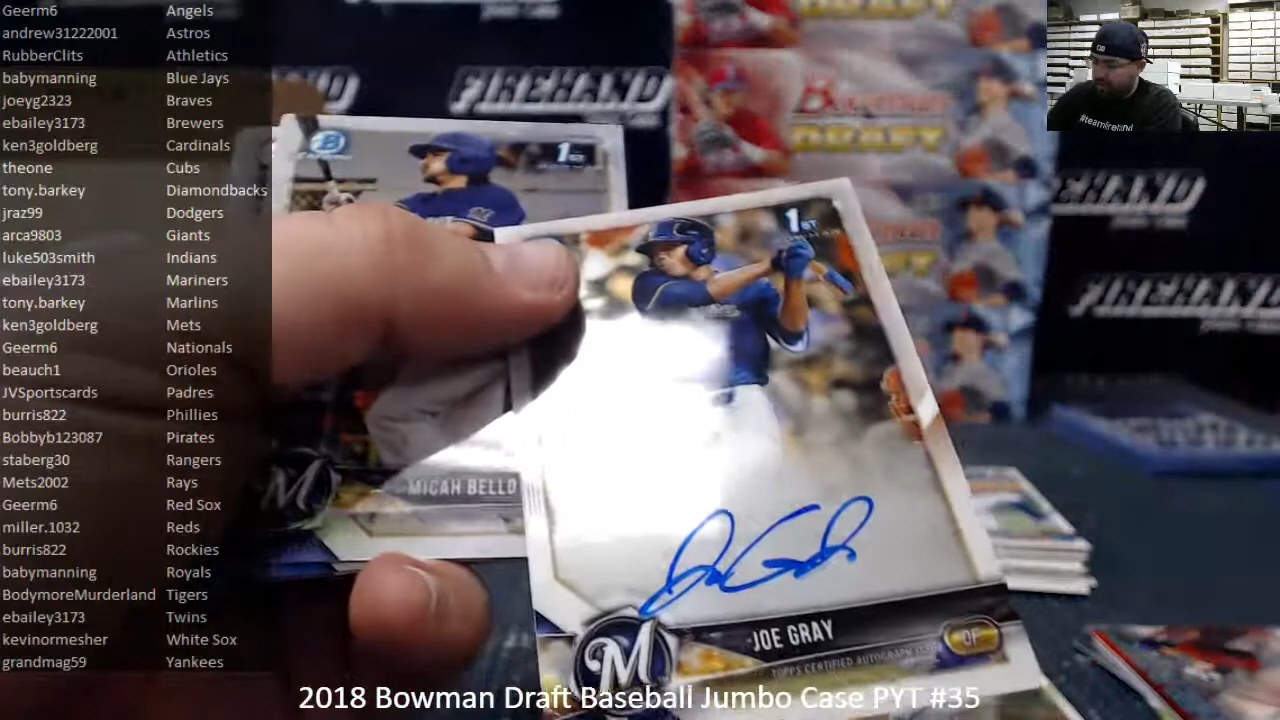 Geerm6 Angels
andrew31222001 Astros
RubberClits Athletics
babymanning Blue Jays
joeyg2323 Braves
ebailey3173 Brewers
ken3goldberg Cardinals
theone Cubs
tony.barkey Diamondbacks
jraz99 Dodgers
arca9803 Giants
luke503smith Indians
ebailey3173 Mariners
tony.barkey Marlins
ken3goldberg Mets
Geerm6 Nationals
beauch1 Orioles
JVSportscards Padres
burris822 Phillies
Bobbyb123087 Pirates
staberg30 Rangers
Mets2002 Rays
Geerm6 Red Sox
miller.1032 Reds
burris822 Rockies
babymanning Royals
BodymoreMurderland Tigers
ebailey3173 Twins
kevinormesher White Sox
grandmag59 Yankees
FIREHAND
Bowman
DRAFT
#teamfirehand
1ST
1ST
MICAH BELLO
M
JOE GRAY
OF
TOPPS CERTIFIED AUTOGRAPH ISSUE
M
2018 Bowman Draft Baseball Jumbo Case PYT #35